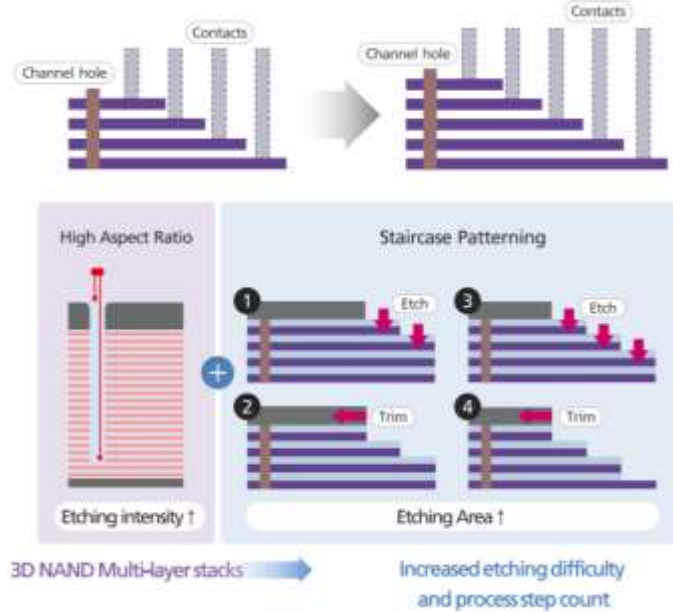 Contacts
Channel hole
Contacts
Channel hole
High Aspect Ratio
Etching intensity ↑
+
Staircase Patterning
1
Etch
3
Etch
2
Trim
4
Trim
Etching Area ↑
3D NAND Multi-layer stacks
Increased etching difficulty
and process step count